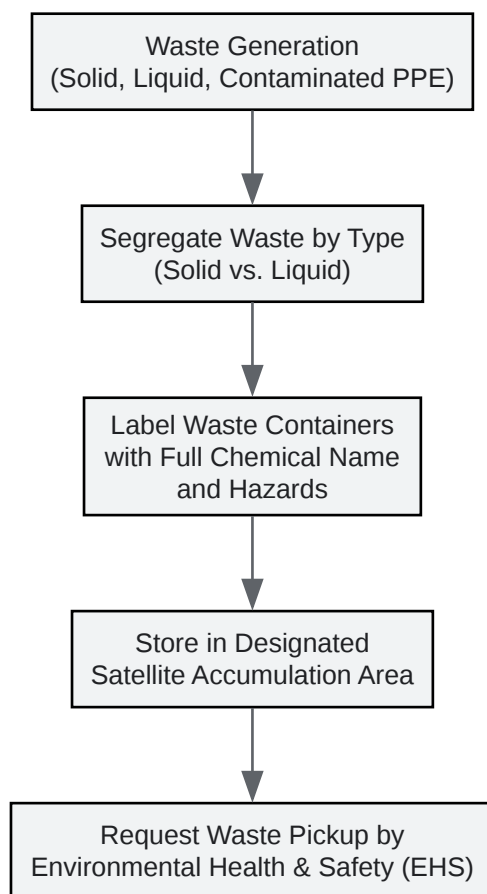 Waste Generation
(Solid, Liquid, Contaminated PPE)
Segregate Waste by Type
(Solid vs. Liquid)
Label Waste Containers
with Full Chemical Name
and Hazards
Store in Designated
Satellite Accumulation Area
Request Waste Pickup by
Environmental Health & Safety (EHS)